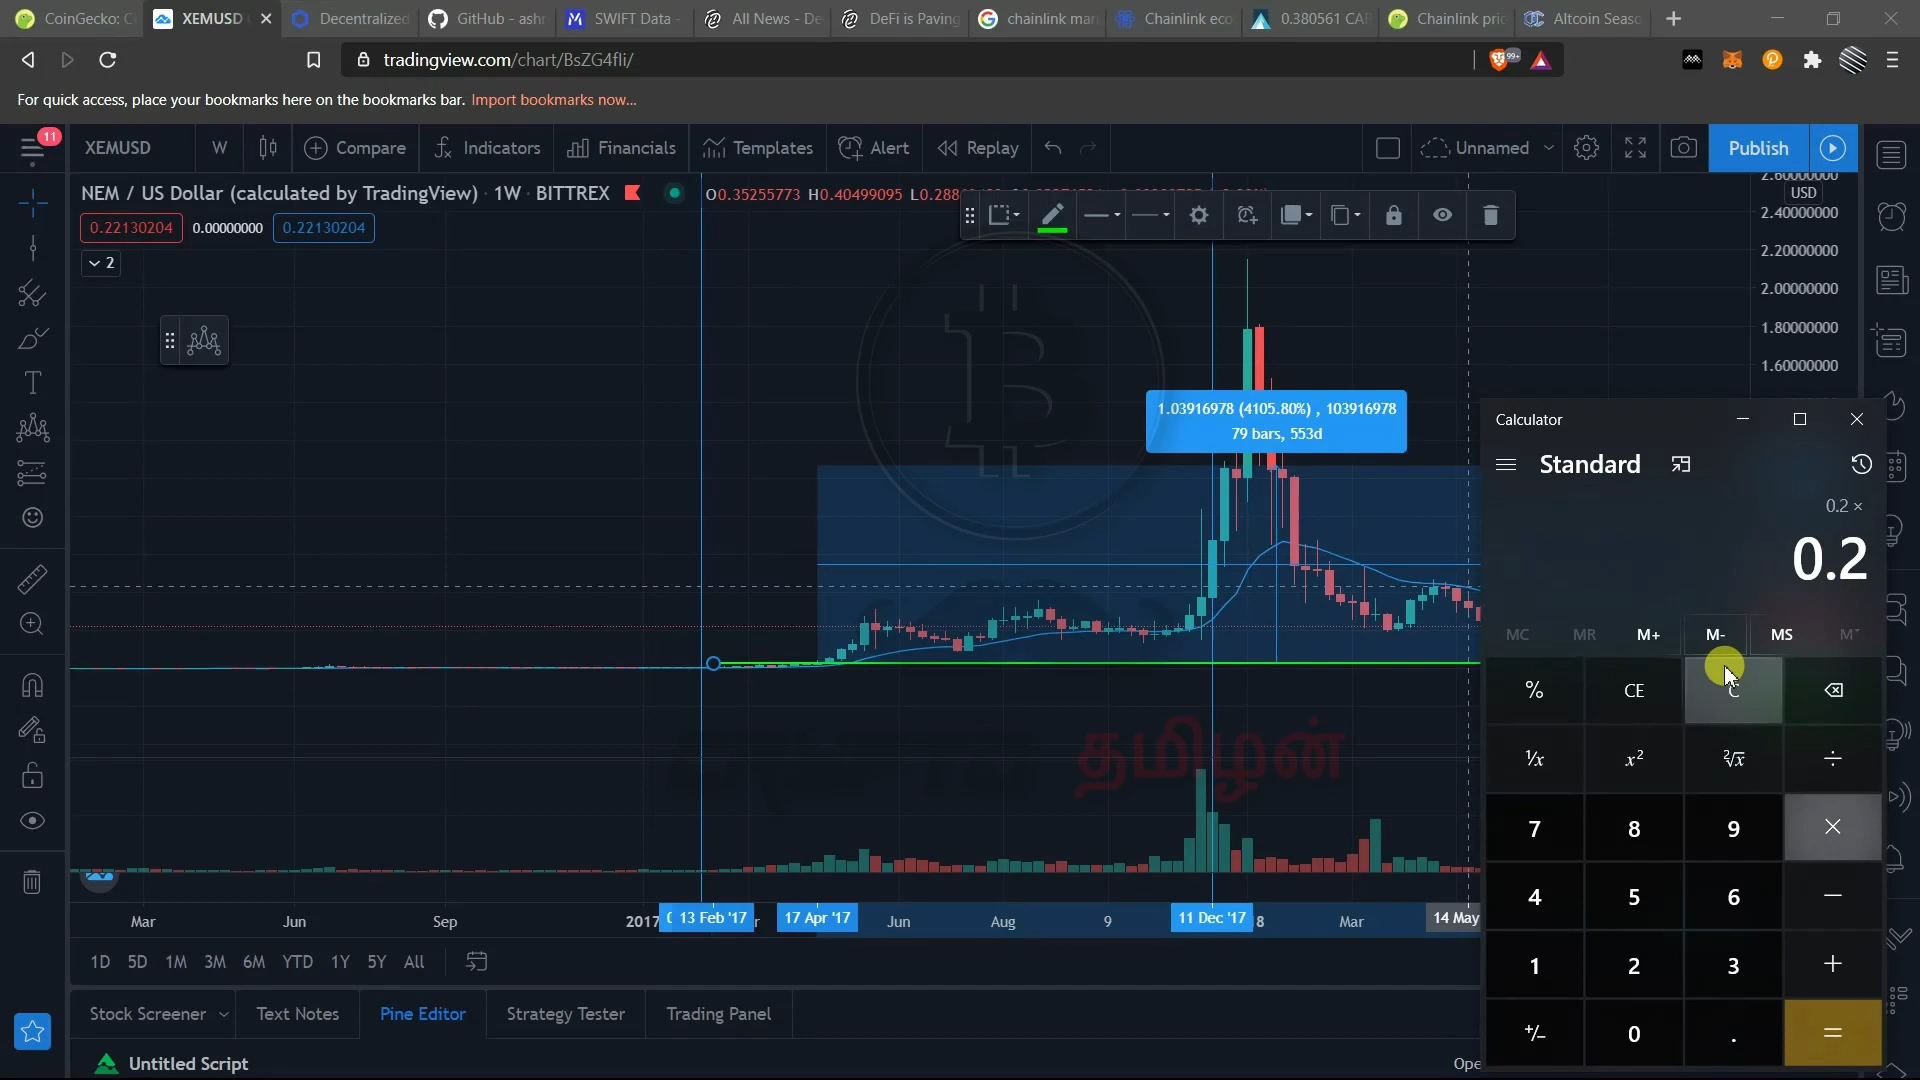 CoinGecko: C
XEMUSD
Decentralized
GitHub - ashr
SWIFT Data -
All News - De
DeFi is Paving
chainlink mar
Chainlink eco
0.380561 CAF
Chainlink pric
Altcoin Seaso
tradingview.com/chart/BsZG4fIi/
99+
For quick access, place your bookmarks here on the bookmarks bar. Import bookmarks now...
11
XEMUSD
W
Compare
Indicators
Financials
Templates
Alert
Replay
Unnamed
Publish
NEM / US Dollar (calculated by TradingView) · 1W · BITTREX
O0.35255773 H0.40499095 L0.288
USD
0.22130204
0.00000000
0.22130204
2
2.60000000
2.40000000
2.20000000
2.00000000
1.80000000
1.60000000
1.03916978 (4105.80%) , 103916978
79 bars, 553d
தமிழன்
Calculator
Standard
0.2 ×
0.2
MC MR M+ M- MS M˅
% CE C
⅟x x² ²√x ÷
7 8 9 ×
4 5 6 −
1 2 3 +
+/− 0 . =
Mar
Jun
Sep
2017
13 Feb '17
17 Apr '17
Jun
Aug
9
11 Dec '17
8
Mar
14 May
1D 5D 1M 3M 6M YTD 1Y 5Y All
Stock Screener
Text Notes
Pine Editor
Strategy Tester
Trading Panel
Untitled Script
Ope